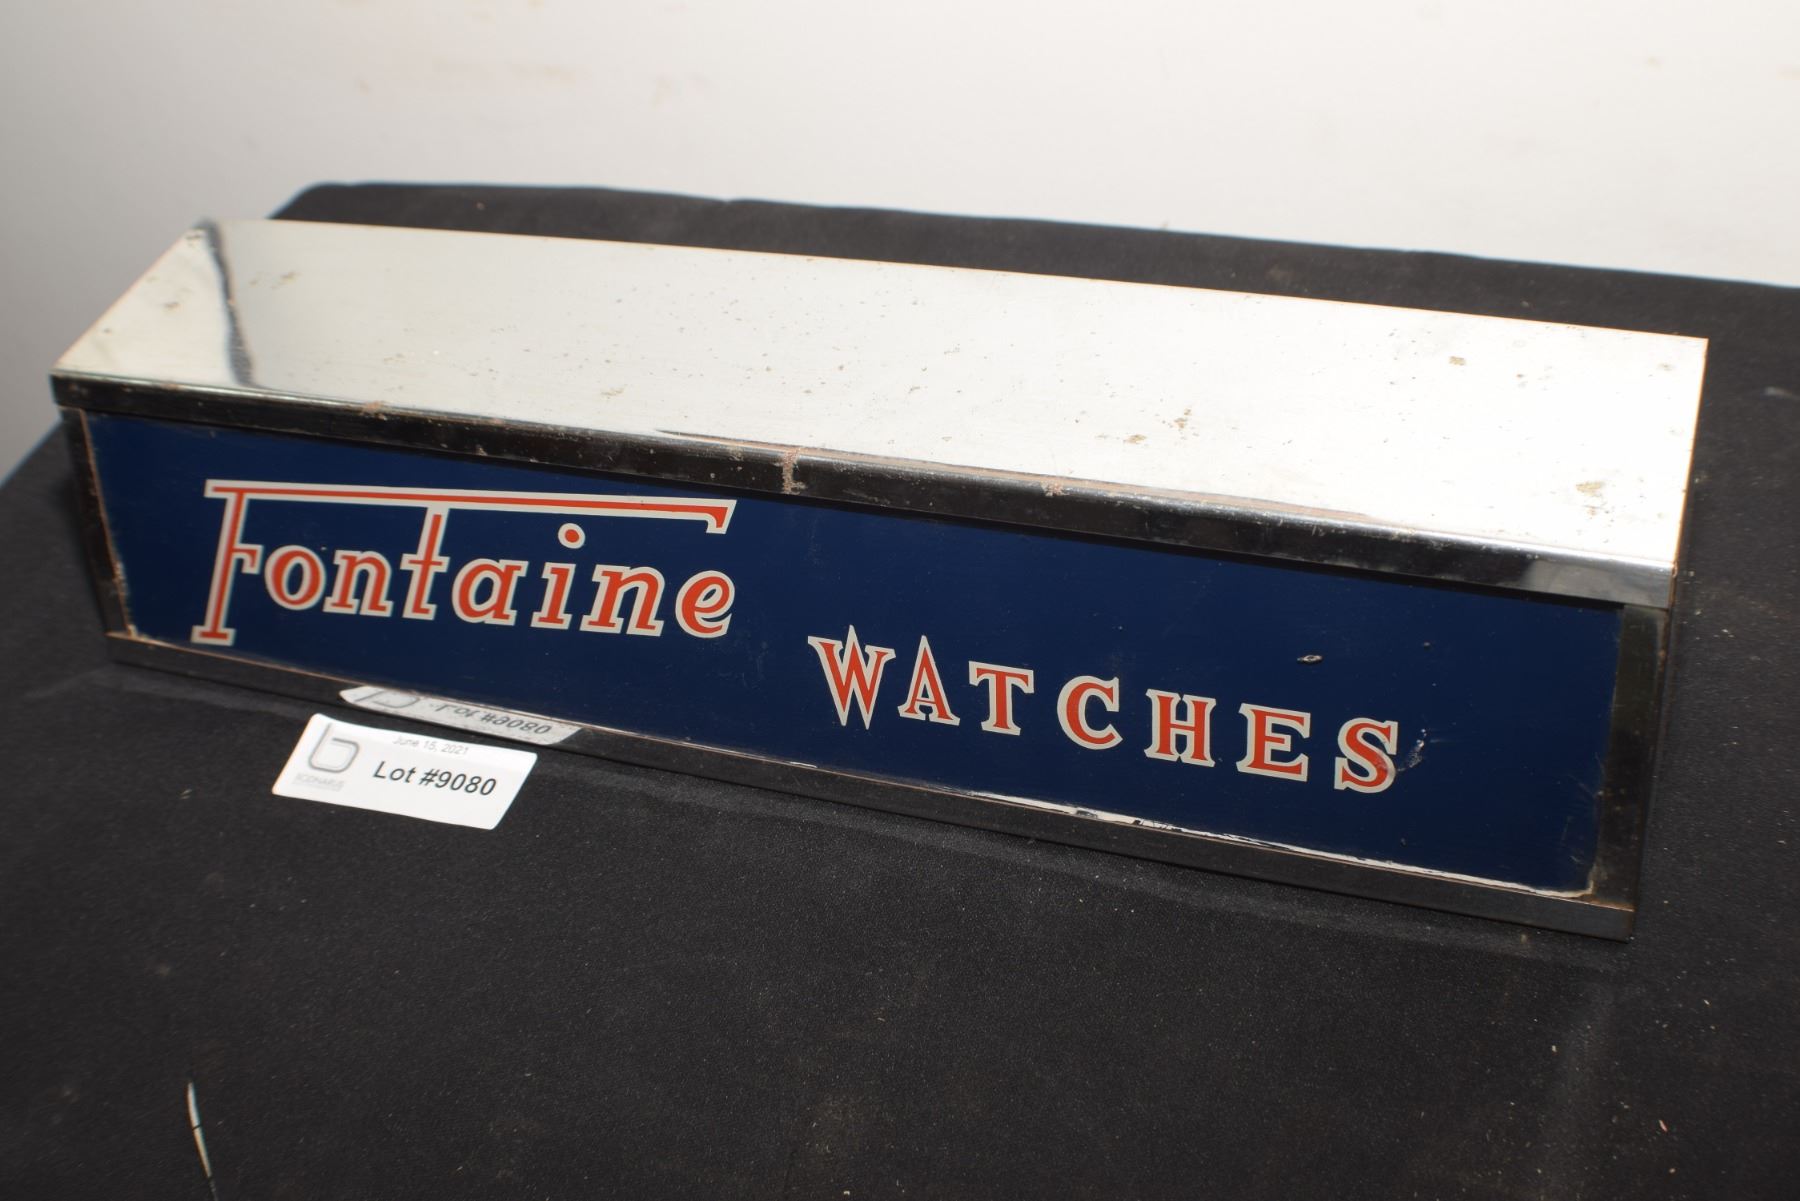 Fontaine WATCHES
June 15, 2021
Lot #9080
Lot #9080